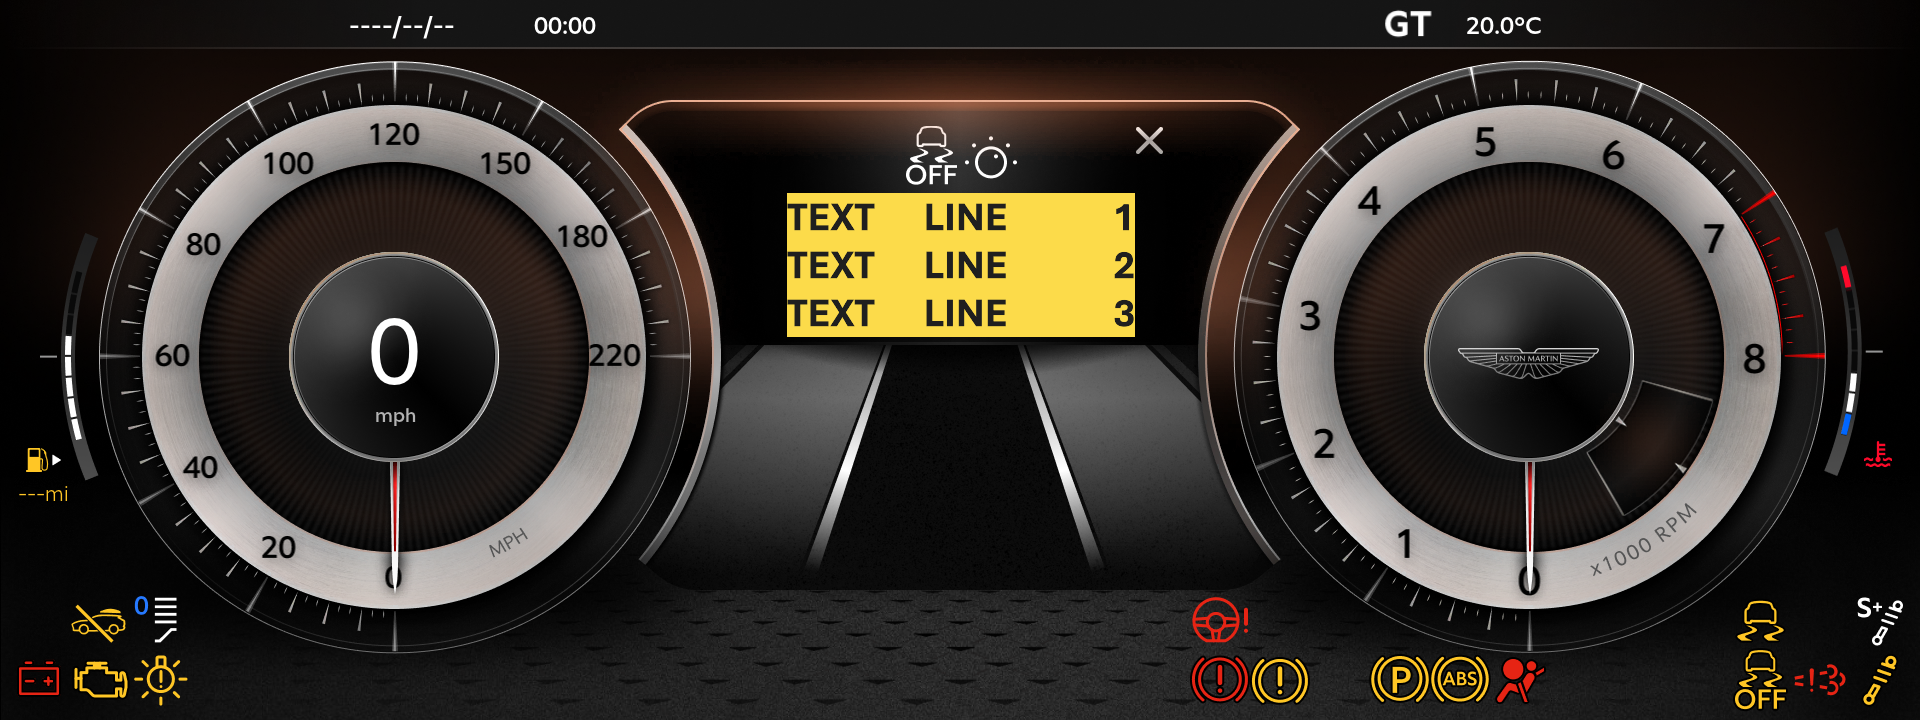 ----/--/--
00:00
GT
20.0°C
OFF
TEXT LINE 1
TEXT LINE 2
TEXT LINE 3
0
20
40
60
80
100
120
150
180
220
MPH
0
mph
---mi
0
0
1
2
3
4
5
6
7
8
x1000 RPM
ASTON MARTIN
!
!
!
P
ABS
OFF
!
S+